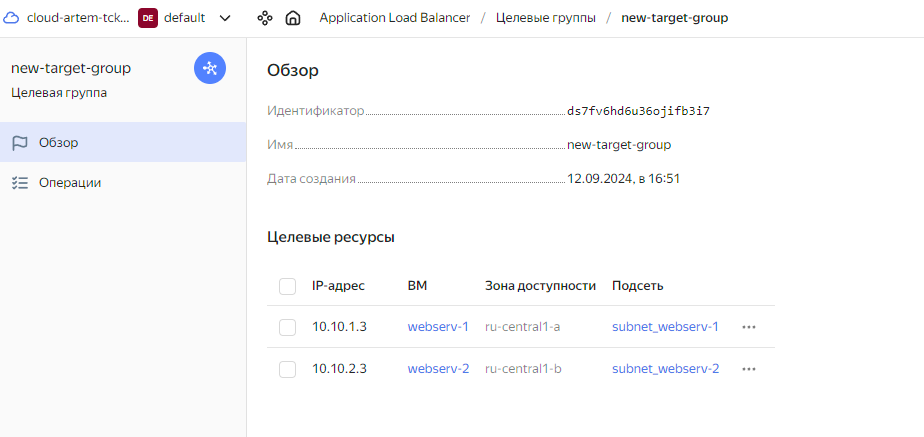 cloud-artem-tck... DE default Application Load Balancer / Целевые группы / new-target-group
new-target-group
Целевая группа
Обзор
Операции
Обзор
Идентификатор ds7fv6hd6u36ojifb3i7
Имя new-target-group
Дата создания 12.09.2024, в 16:51
Целевые ресурсы
IP-адрес ВМ Зона доступности Подсеть
10.10.1.3 webserv-1 ru-central1-a subnet_webserv-1
10.10.2.3 webserv-2 ru-central1-b subnet_webserv-2